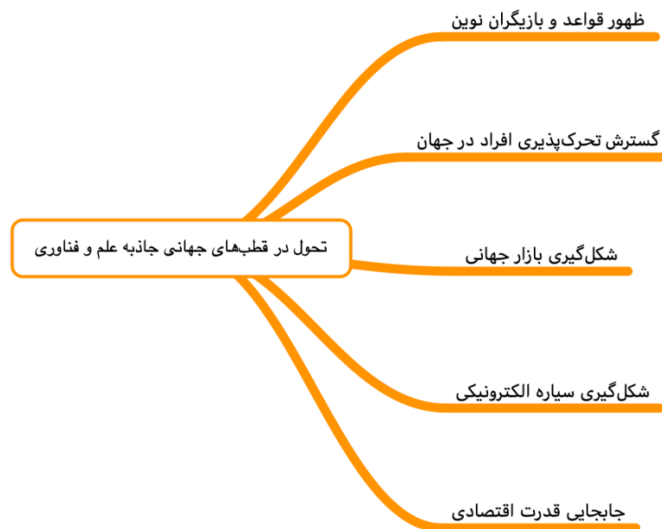 ظهور قواعد و بازیگران نوین
گسترش تحرک‌پذیری افراد در جهان
تحول در قطب‌های جهانی جاذبه علم و فناوری
شکل‌گیری بازار جهانی
شکل‌گیری سیاره الکترونیکی
جابجایی قدرت اقتصادی